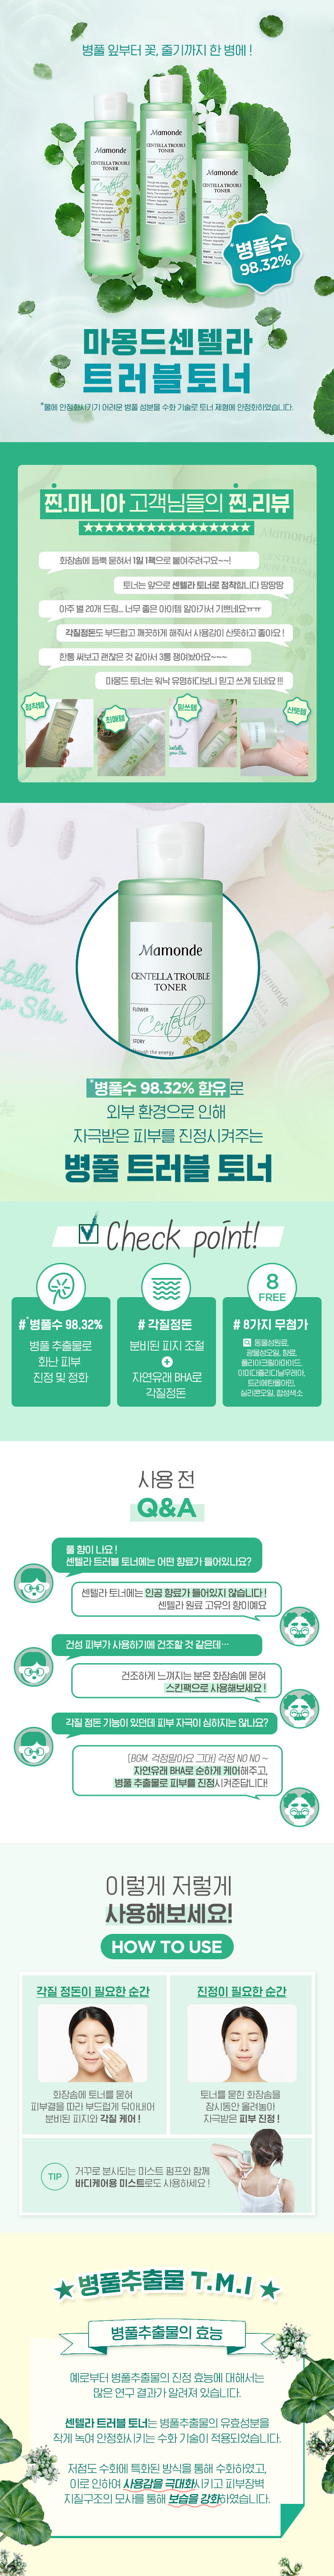 병풀 잎부터 꽃, 줄기까지 한 병에 !
Mamonde
CENTELLA TROUBLE
TONER
Centella
Mamonde
CENTELLA TROUBLE
TONER
Centella
Mamonde
CENTELLA TROUBLE
TONER
Centella
*병풀수
98.32%
마몽드센텔라
트러블토너
*물에 안정화시키기 어려운 병풀 성분을 수화 기술로 토너 제형에 안정화하였습니다.
찐.마니아 고객님들의 찐.리뷰
★★★★★★★★★★★★★★★
화장솜에 듬뿍 묻혀서 1일 1팩으로 붙여주려구요~~!
토너는 앞으로 센텔라 토너로 정착합니다 땅땅땅
아주 별 20개 드림... 너무 좋은 아이템 알아가서 기쁘네요ㅠㅠ
각질정돈도 부드럽고 깨끗하게 해줘서 사용감이 산뜻하고 좋아요 !
한통 써보고 괜찮은 것 같아서 3통 쟁여놨어요~~~
마몽드 토너는 워낙 유명하다보니 믿고 쓰게 되네요 !!!
정착템
최애템
믿쓰템
산뜻템
Mamonde
CENTELLA TROUBLE
TONER
FLOWER
Centella
STORY
Through the energy
*병풀수 98.32% 함유로
외부 환경으로 인해
자극받은 피부를 진정시켜주는
병풀 트러블 토너
Check point!
# *병풀수 98.32%
병풀 추출물로
화난 피부
진정 및 정화
# 각질정돈
분비된 피지 조절
+
자연유래 BHA로
각질정돈
8
FREE
# 8가지 무첨가
동물성원료,
광물성오일, 향료,
폴리아크릴아마이드,
이미다졸리디닐우레아,
트리에탄올아민,
실리콘오일, 합성색소
사용 전
Q&A
풀 향이 나요 !
센텔라 트러블 토너에는 어떤 향료가 들어있나요?
센텔라 토너에는 인공 향료가 들어있지 않습니다 !
센텔라 원료 고유의 향이예요
건성 피부가 사용하기에 건조할 것 같은데…
건조하게 느껴지는 분은 화장솜에 묻혀
스킨팩으로 사용해보세요 !
각질 정돈 기능이 있던데 피부 자극이 심하지는 않나요?
(BGM. 걱정말아요 그대) 걱정 NO NO ~
자연유래 BHA로 순하게 케어해주고,
병풀 추출물로 피부를 진정시켜준답니다!
이렇게 저렇게
사용해보세요!
HOW TO USE
각질 정돈이 필요한 순간
화장솜에 토너를 묻혀
피부결을 따라 부드럽게 닦아내어
분비된 피지와 각질 케어 !
진정이 필요한 순간
토너를 묻힌 화장솜을
잠시동안 올려놓아
자극받은 피부 진정 !
TIP
거꾸로 분사되는 미스트 펌프와 함께
바디케어용 미스트로도 사용하세요 !
★ 병풀추출물 T.M.I ★
병풀추출물의 효능
예로부터 병풀추출물의 진정 효능에 대해서는
많은 연구 결과가 알려져 있습니다.
센텔라 트러블 토너는 병풀추출물의 유효성분을
작게 녹여 안정화시키는 수화 기술이 적용되었습니다.
저점도 수화에 특화된 방식을 통해 수화하였고,
이로 인하여 사용감을 극대화시키고 피부장벽
지질구조의 모사를 통해 보습을 강화하였습니다.